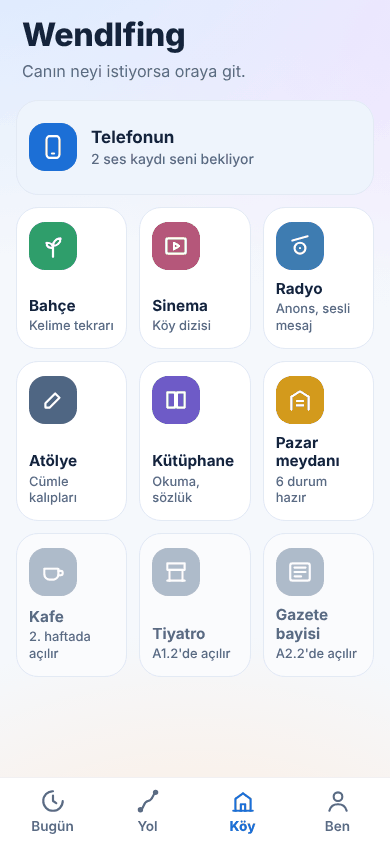 Wendlfing
Canın neyi istiyorsa oraya git.
Telefonun
2 ses kaydı seni bekliyor
Bahçe
Kelime tekrarı
Sinema
Köy dizisi
Radyo
Anons, sesli
mesaj
Atölye
Cümle
kalıpları
Kütüphane
Okuma,
sözlük
Pazar
meydanı
6 durum
hazır
Kafe
2. haftada
açılır
Tiyatro
A1.2'de açılır
Gazete
bayisi
A2.2'de açılır
Bugün
Yol
Köy
Ben